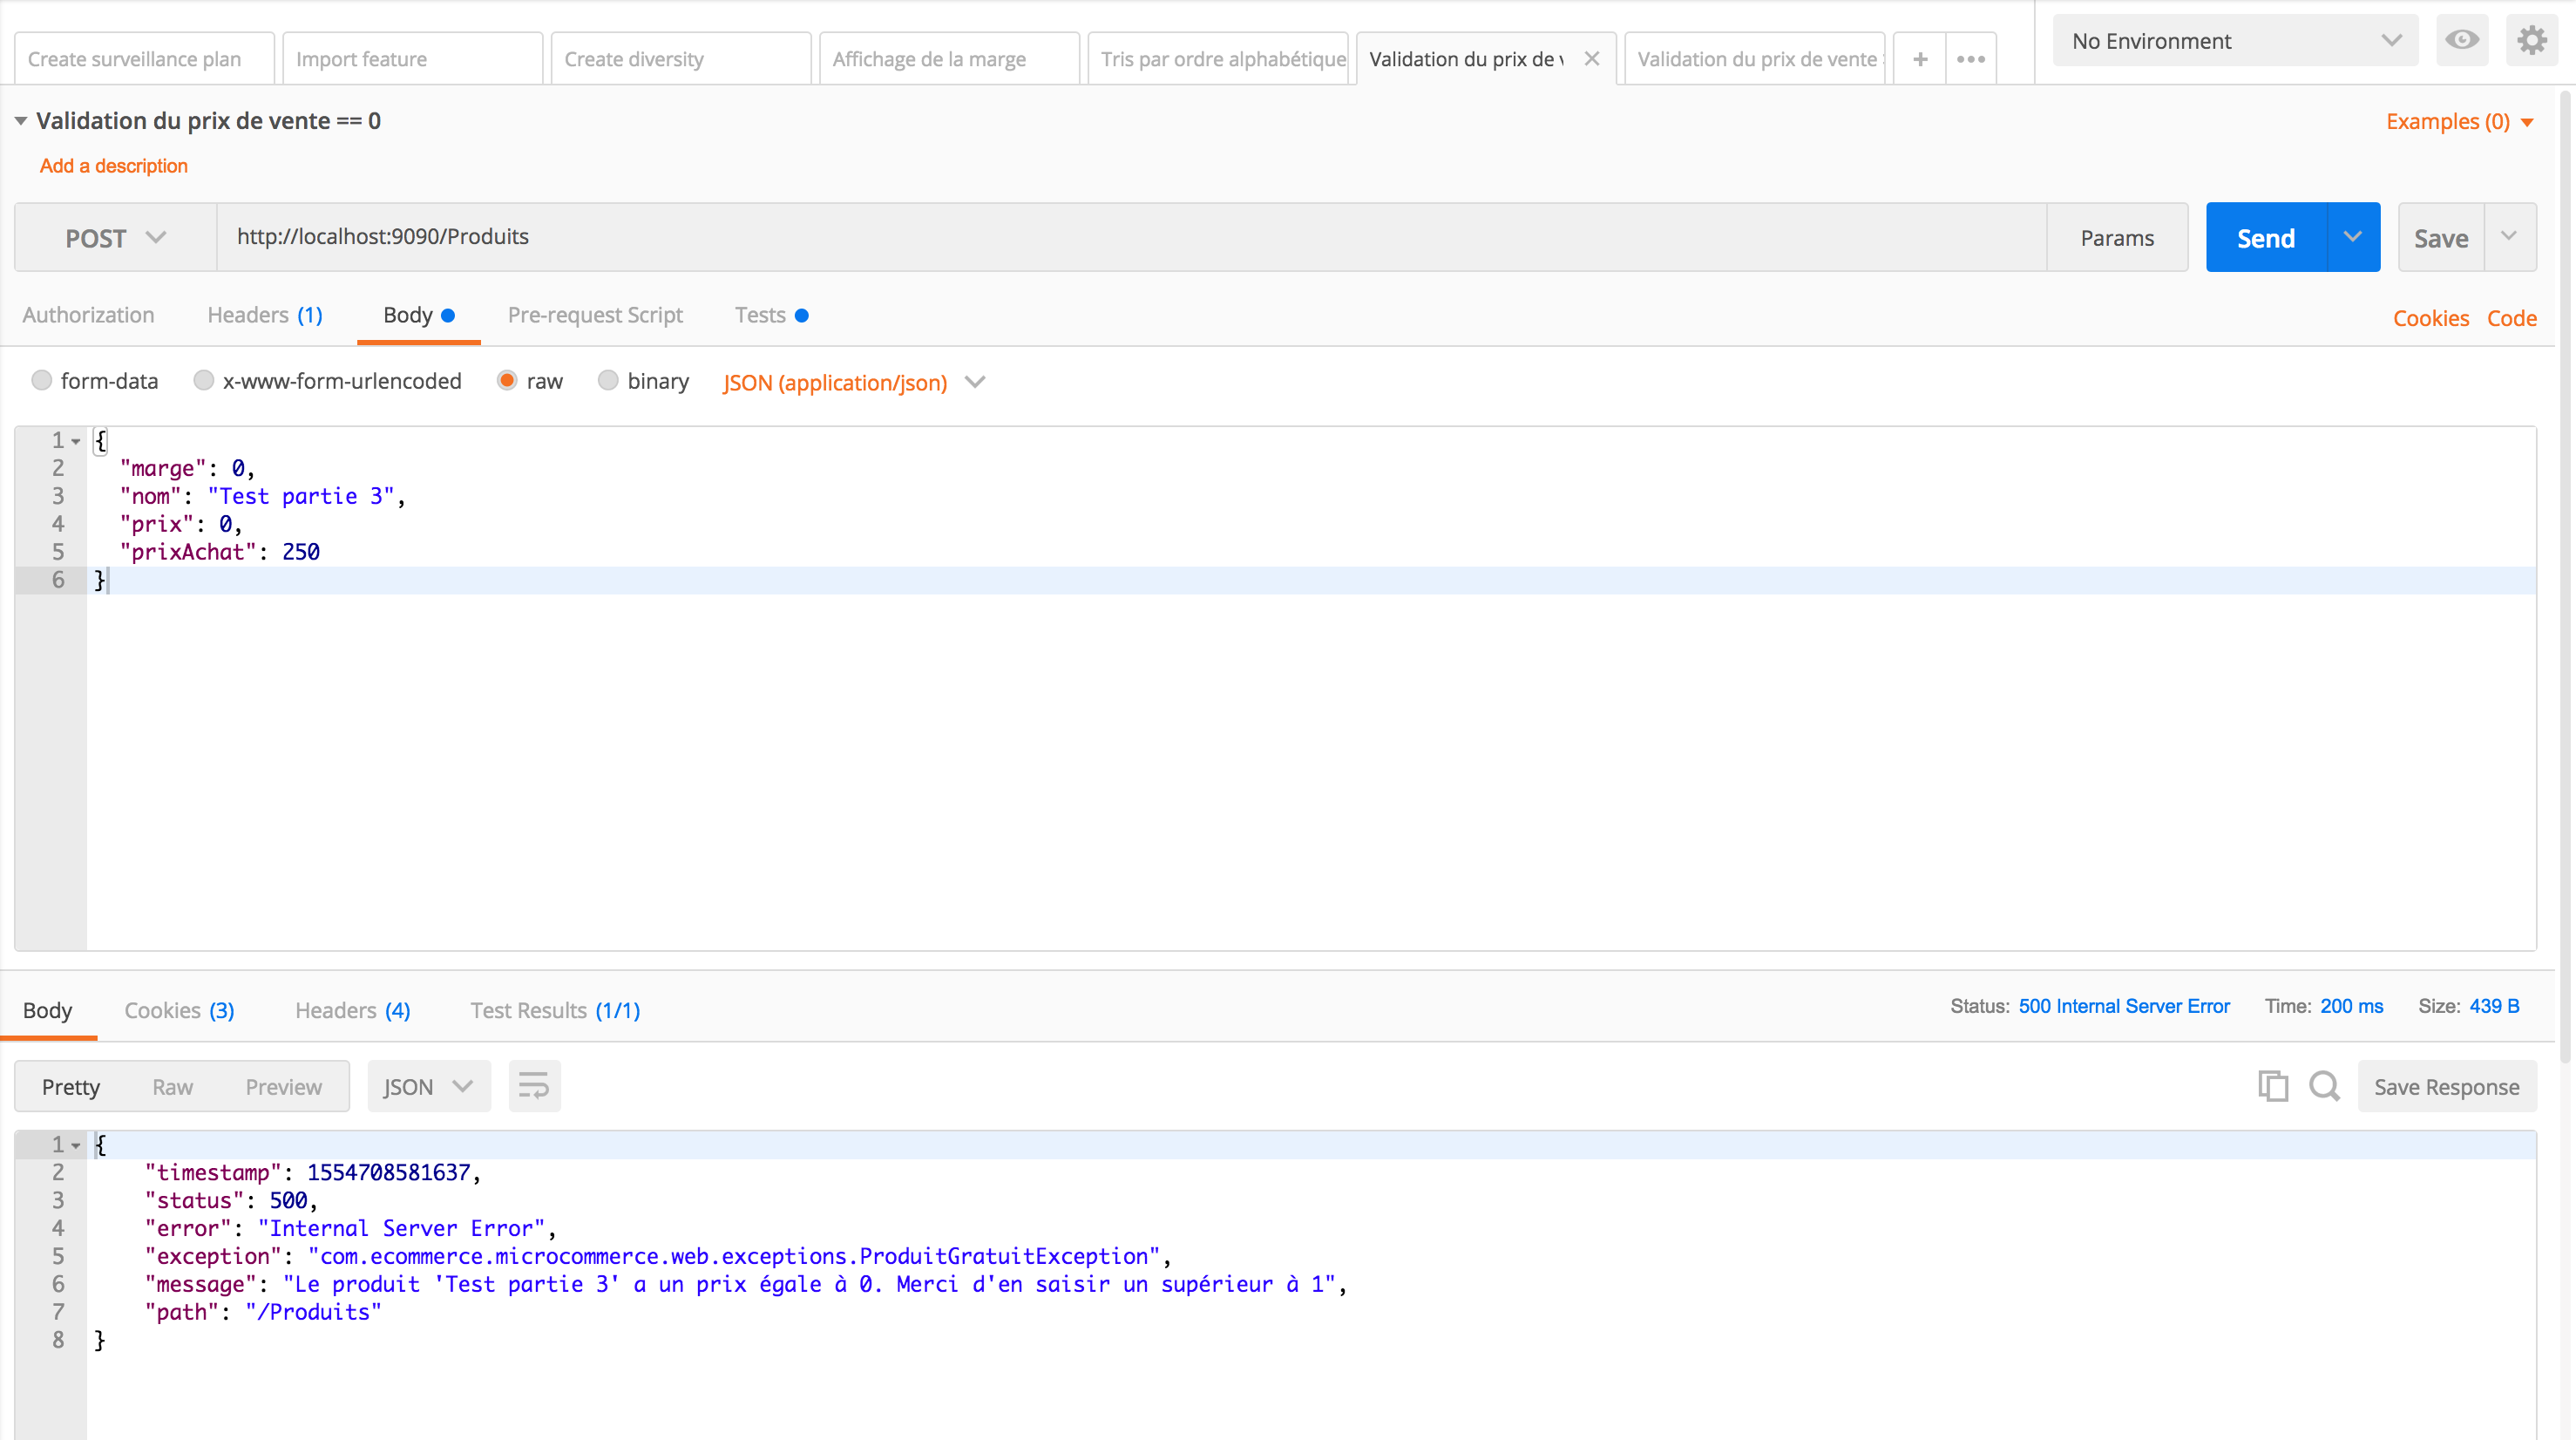 Create surveillance plan
Import feature
Create diversity
Affichage de la marge
Tris par ordre alphabétique
Validation du prix de v
Validation du prix de vente
No Environment
Validation du prix de vente == 0
Examples (0)
Add a description
POST
http://localhost:9090/Produits
Params
Send
Save
Authorization
Headers (1)
Body
Pre-request Script
Tests
Cookies
Code
form-data
x-www-form-urlencoded
raw
binary
JSON (application/json)
1 {
2 "marge": 0,
3 "nom": "Test partie 3",
4 "prix": 0,
5 "prixAchat": 250
6 }
Body
Cookies (3)
Headers (4)
Test Results (1/1)
Status: 500 Internal Server Error
Time: 200 ms
Size: 439 B
Pretty
Raw
Preview
JSON
Save Response
1 {
2 "timestamp": 1554708581637,
3 "status": 500,
4 "error": "Internal Server Error",
5 "exception": "com.ecommerce.microcommerce.web.exceptions.ProduitGratuitException",
6 "message": "Le produit 'Test partie 3' a un prix égale à 0. Merci d'en saisir un supérieur à 1",
7 "path": "/Produits"
8 }